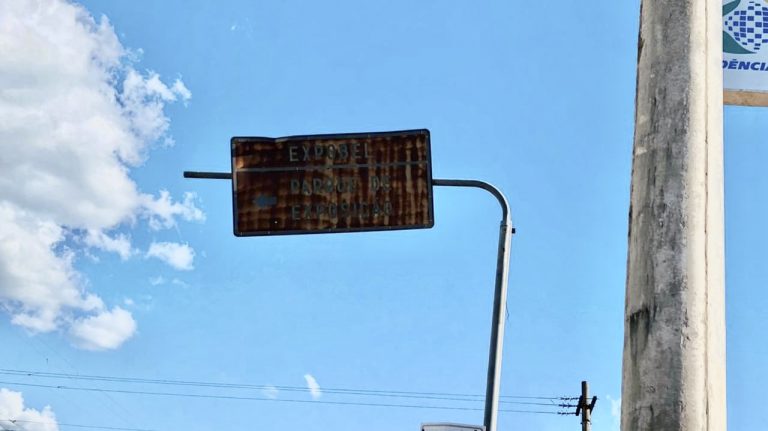 EXPOBEL
PARQUE DE
EXPOSIÇÃO
DÊNCIA